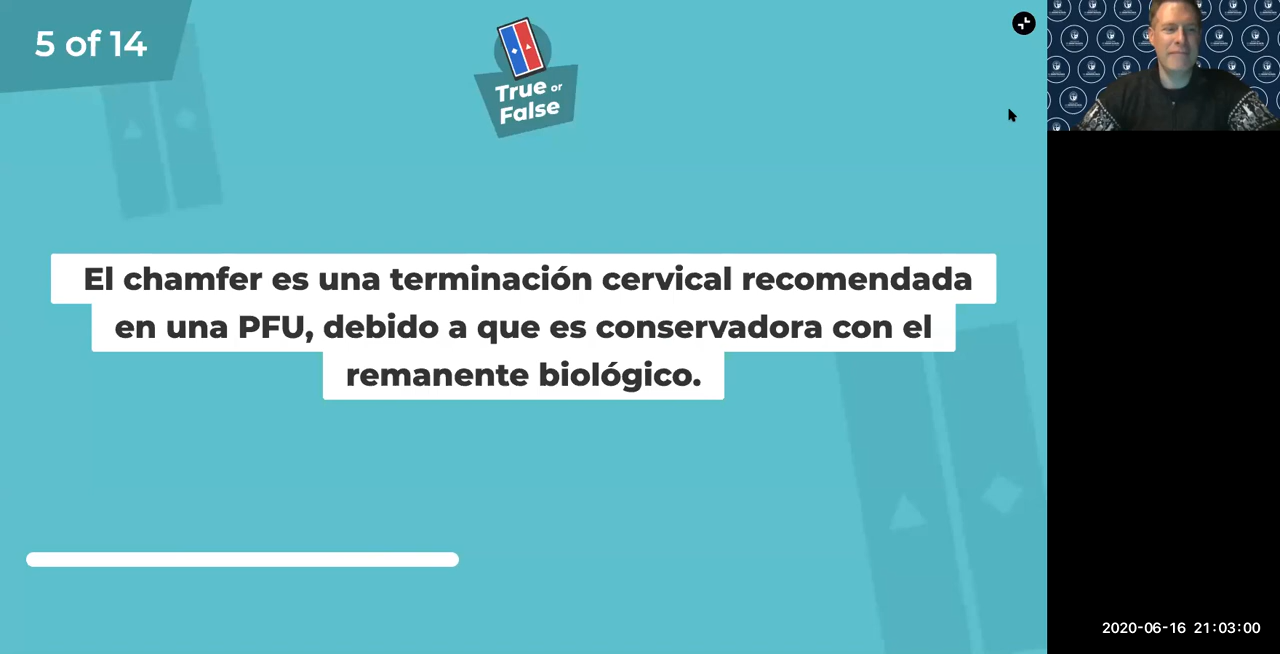 5 of 14
True or
False
El chamfer es una terminación cervical recomendada
en una PFU, debido a que es conservadora con el
remanente biológico.
2020-06-16 21:03:00